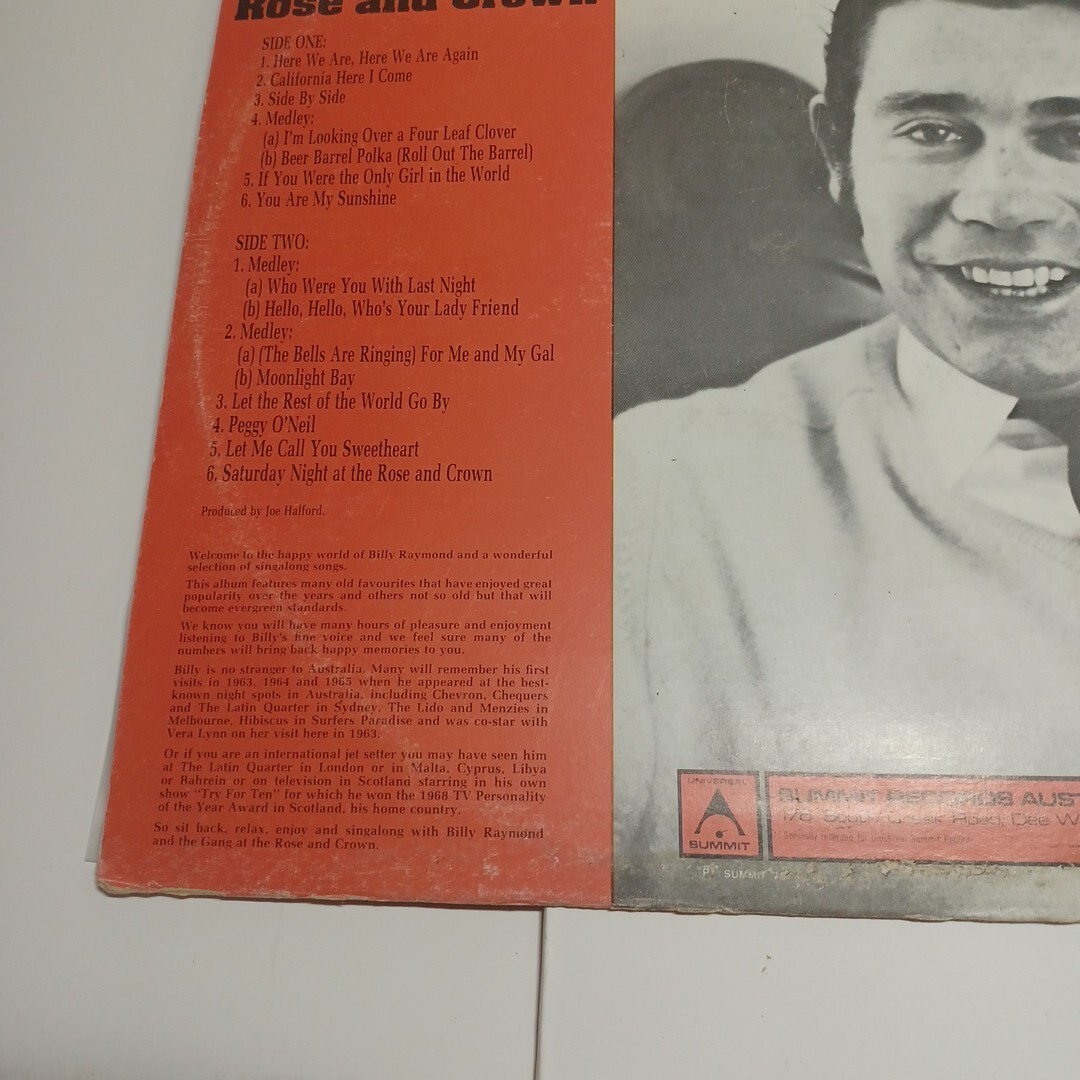 Rose and Crown
SIDE ONE:
1. Here We Are, Here We Are Again
2. California Here I Come
3. Side By Side
4. Medley:
(a) I'm Looking Over a Four Leaf Clover
(b) Beer Barrel Polka (Roll Out The Barrel)
5. If You Were the Only Girl in the World
6. You Are My Sunshine
SIDE TWO:
1. Medley:
(a) Who Were You With Last Night
(b) Hello, Hello, Who's Your Lady Friend
2. Medley:
(a) (The Bells Are Ringing) For Me and My Gal
(b) Moonlight Bay
3. Let the Rest of the World Go By
4. Peggy O'Neil
5. Let Me Call You Sweetheart
6. Saturday Night at the Rose and Crown
Produced by Joe Halford.
Welcome to the happy world of Billy Raymond and a wonderful
selection of singalong songs.
This album features many old favourites that have enjoyed great
popularity over the years and others not so old but that will
become evergreen standards.
We know you will have many hours of pleasure and enjoyment
listening to Billy's fine voice and we feel sure many of the
numbers will bring back happy memories to you.
Billy is no stranger to Australia. Many will remember his first
visits in 1963, 1964 and 1965 when he appeared at the best-
known night spots in Australia, including Chevron, Chequers
and The Latin Quarter in Sydney, The Lido and Menzies in
Melbourne, Hibiscus in Surfers Paradise and was co-star with
Vera Lynn on her visit here in 1963.
Or if you are an international jet setter you may have seen him
at The Latin Quarter in London or in Malta, Cyprus, Libya
or Bahrein or on television in Scotland starring in his own
show "Try For Ten" for which he won the 1968 TV Personality
of the Year Award in Scotland, his home country.
So sit back, relax, enjoy and singalong with Billy Raymond
and the Gang at the Rose and Crown.
UNIVERSAL
SUMMIT
SUMMIT RECORDS AUST
176 South Creek Road, Dee W
Specially recorded for Universal Summit Records
(P) SUMMIT